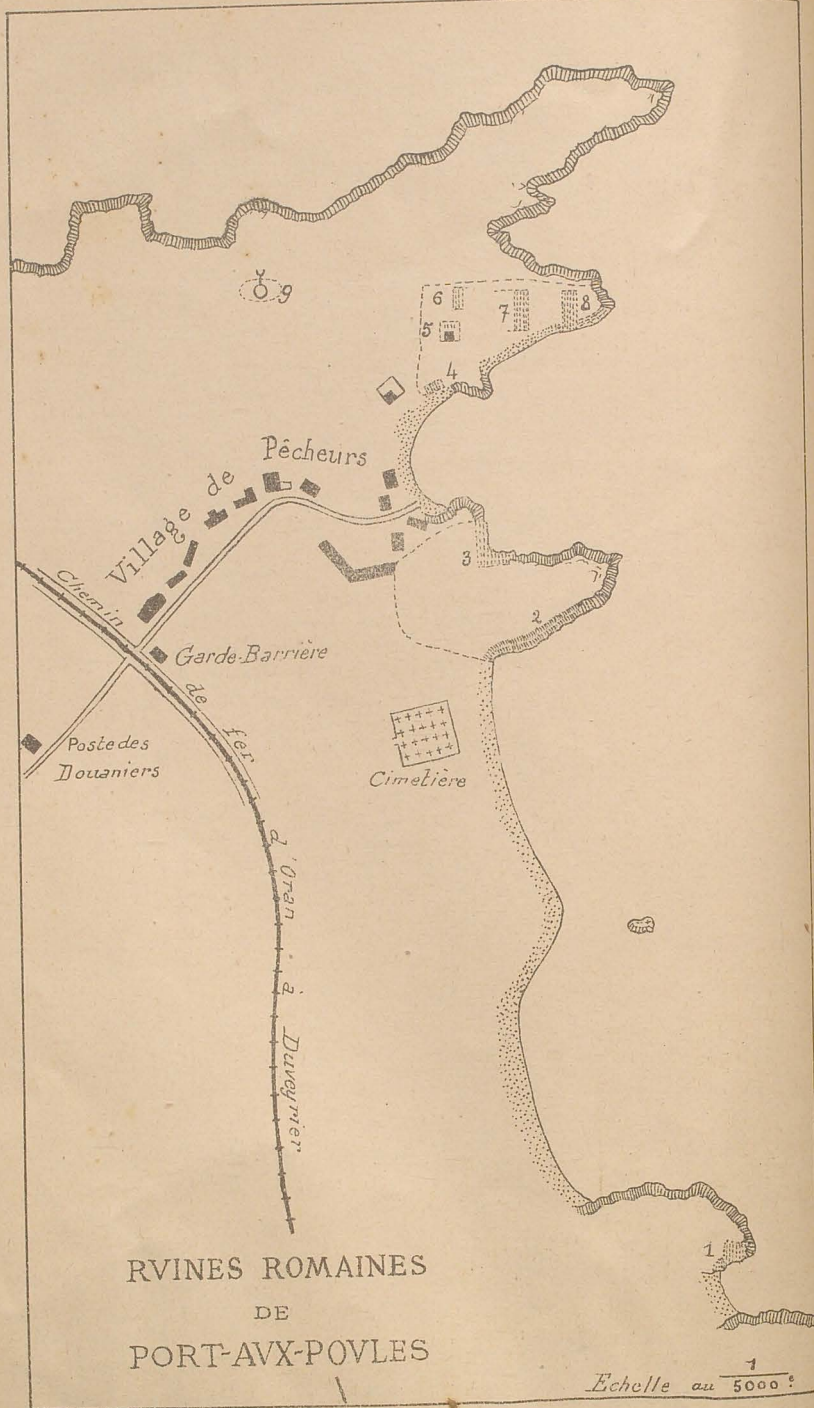 9
6
7
8
5
4
Village de Pêcheurs
3
2
Chemin de fer d'Oran à Duveyrier
Garde-Barrière
Poste des
Douaniers
Cimetière
1
RVINES ROMAINES
DE
PORT-AVX-POVLES
Echelle au 1/5000e